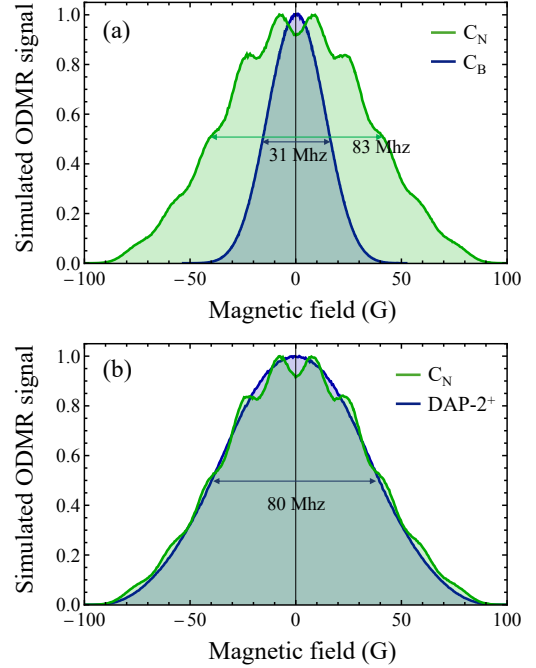 (a)
C_N
C_B
Simulated ODMR signal
1.0
0.8
0.6
0.4
0.2
0.0
31 Mhz
83 Mhz
−100 −50 0 50 100
Magnetic field (G)
(b)
C_N
DAP-2⁺
Simulated ODMR signal
1.0
0.8
0.6
0.4
0.2
0.0
80 Mhz
−100 −50 0 50 100
Magnetic field (G)